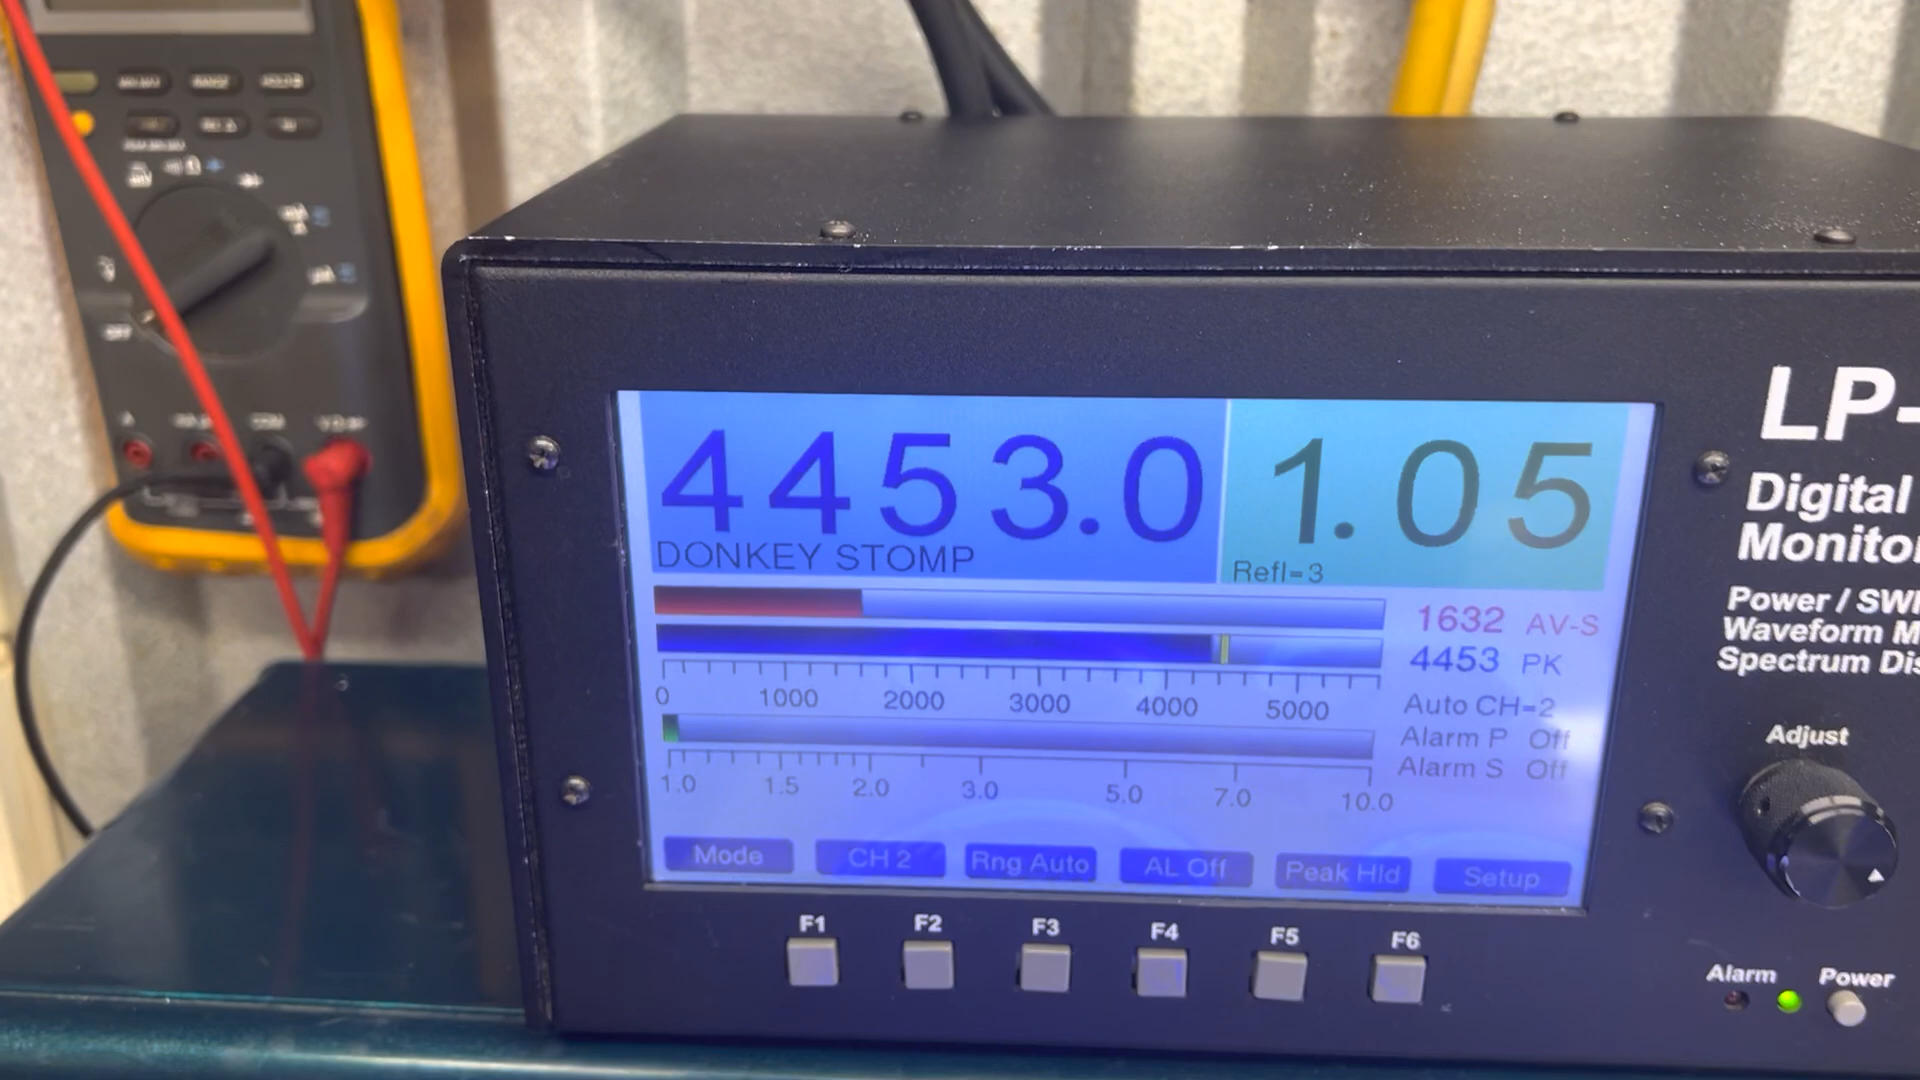 4453.0
1.05
DONKEY STOMP
Refl=3
1632 AV-S
4453 PK
0 1000 2000 3000 4000 5000
Auto CH=2
Alarm P Off
Alarm S Off
1.0 1.5 2.0 3.0 5.0 7.0 10.0
Mode CH 2 Rng Auto AL Off Peak Hld Setup
F1 F2 F3 F4 F5 F6
LP-
Digital
Monitor
Power / SWR
Waveform M
Spectrum Dis
Adjust
Alarm Power
OFF
A
COM